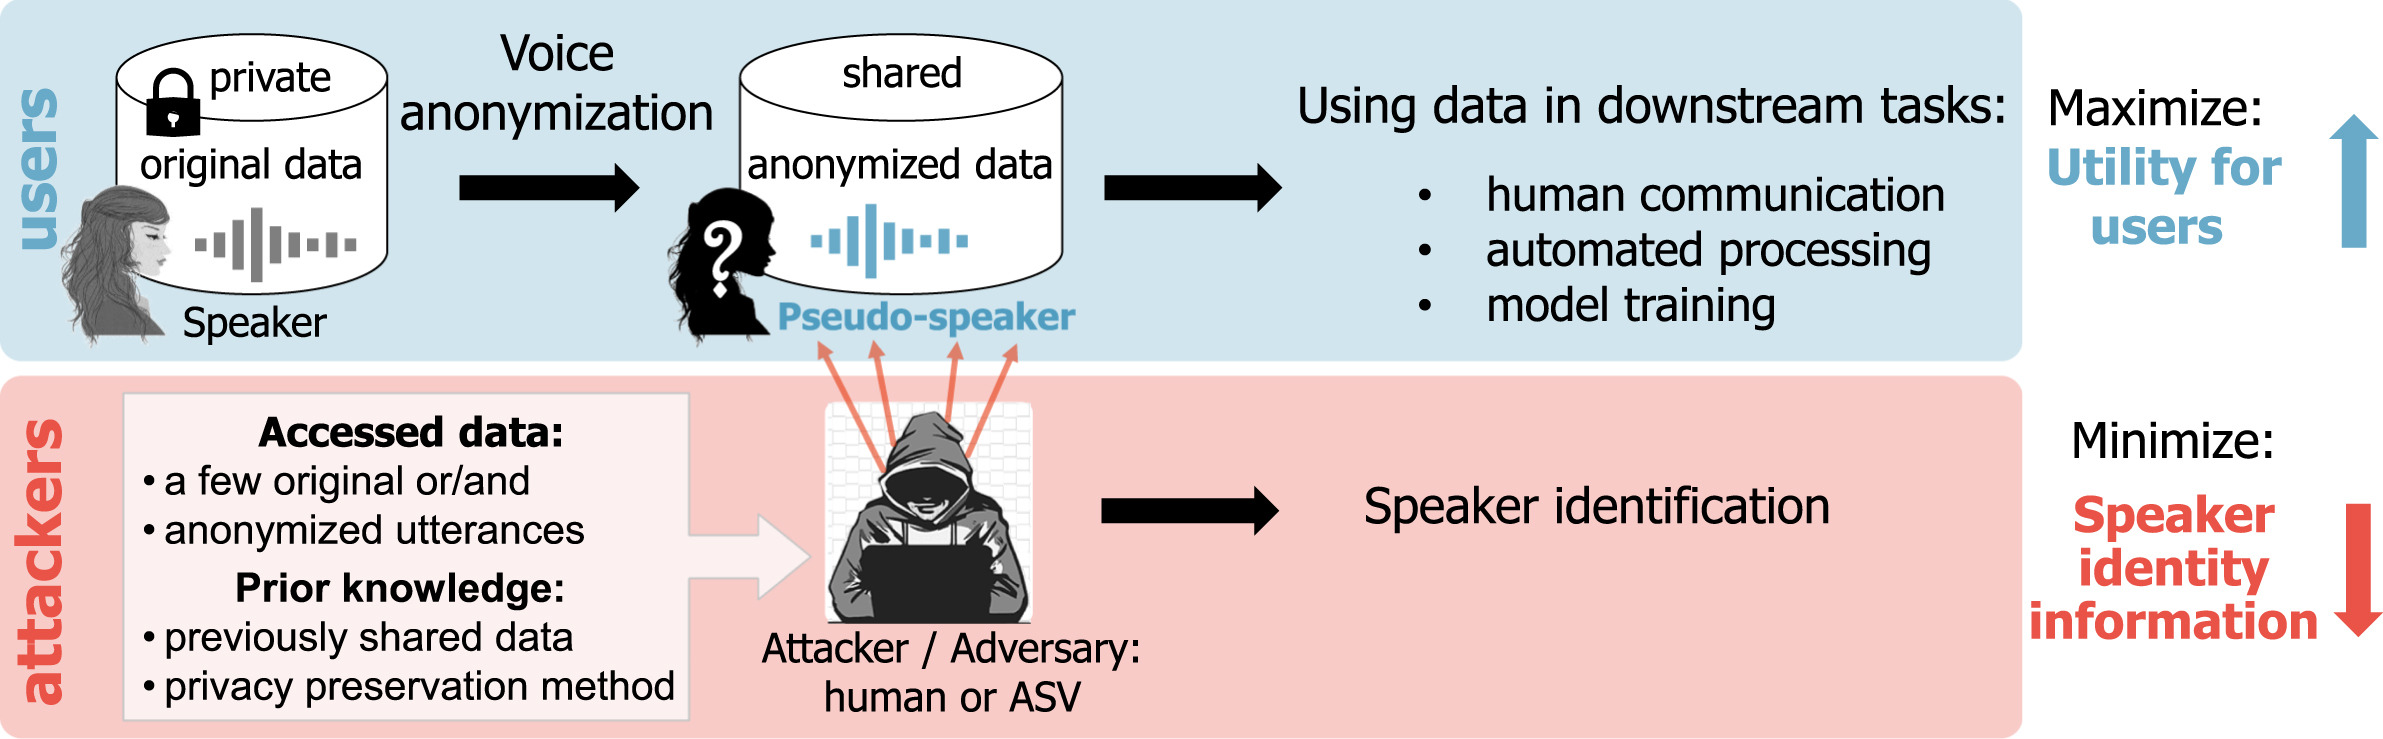 users
private
original data
Speaker
Voice
anonymization
shared
anonymized data
?
Pseudo-speaker
Using data in downstream tasks:
• human communication
• automated processing
• model training
Maximize:
Utility for
users
attackers
Accessed data:
• a few original or/and
• anonymized utterances
Prior knowledge:
• previously shared data
• privacy preservation method
Attacker / Adversary:
human or ASV
Speaker identification
Minimize:
Speaker
identity
information